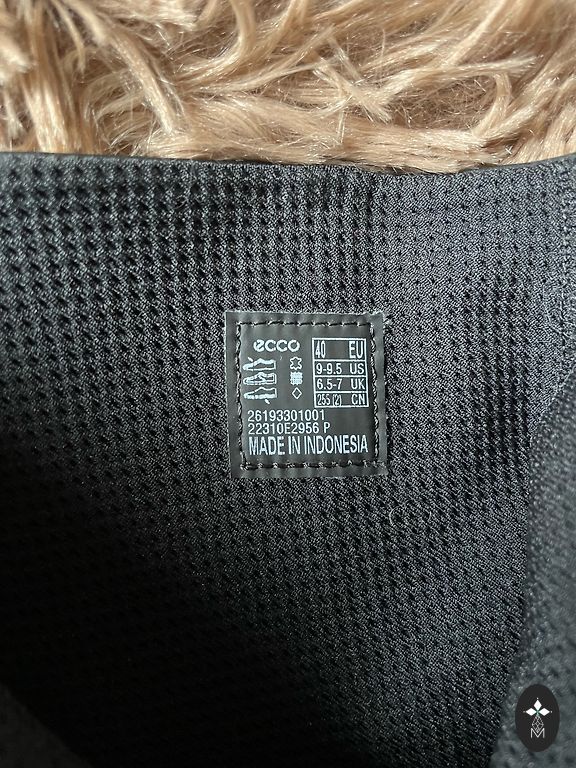 ecco
40 EU
9-9.5 US
6.5-7 UK
255 (2) CN
26193301001
22310E2956 P
MADE IN INDONESIA
M